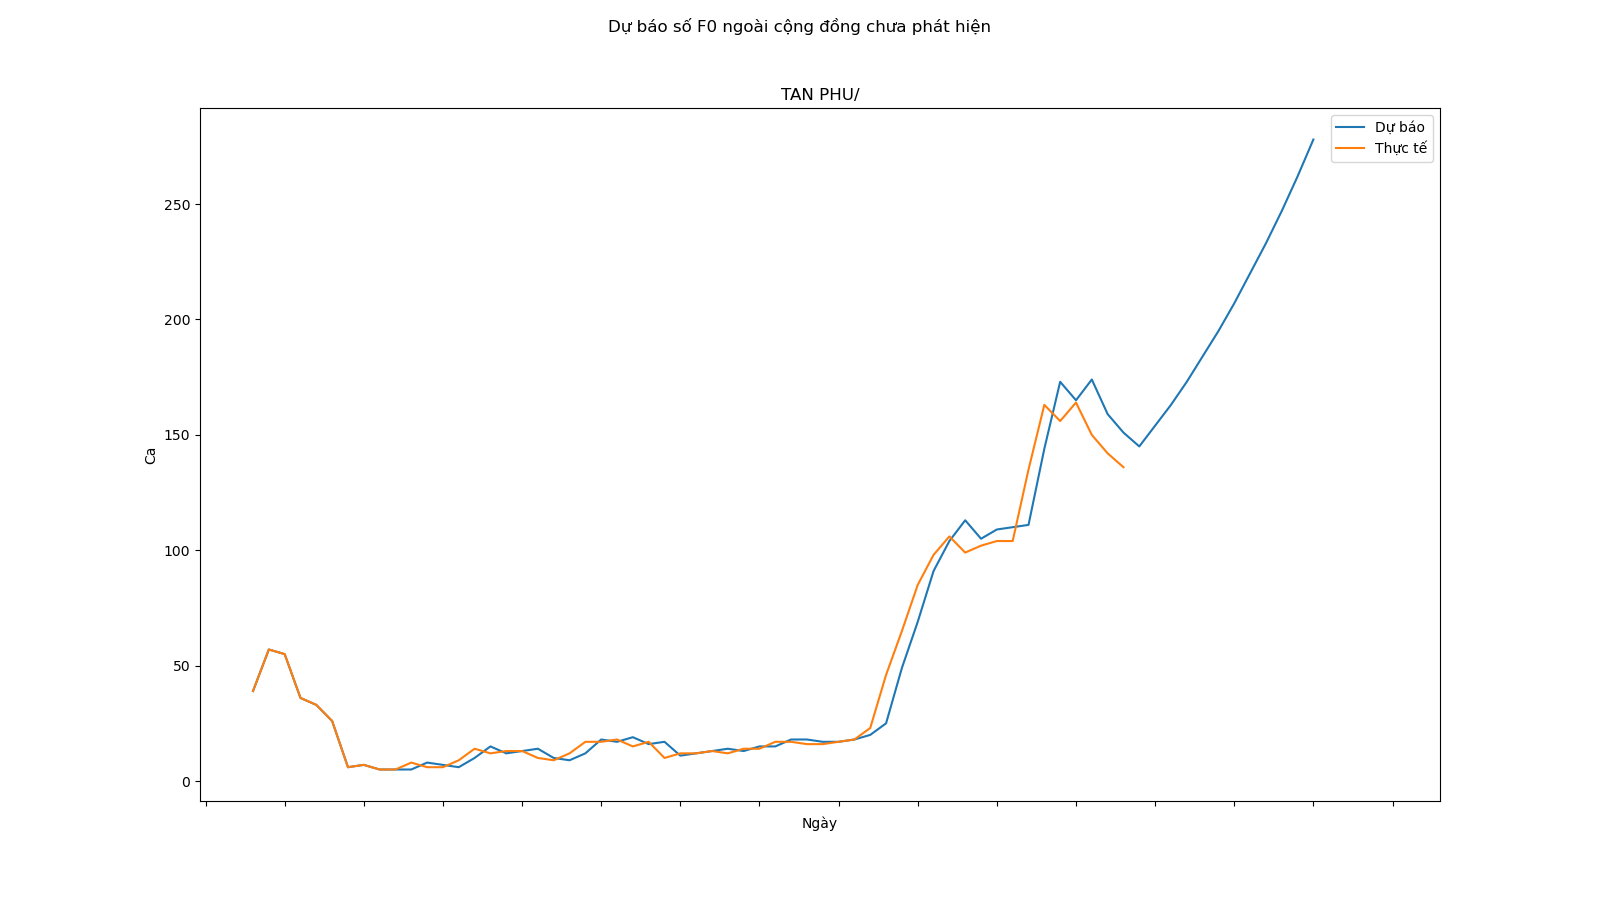 Dự báo số F0 ngoài cộng đồng chưa phát hiện
TAN PHU/
Dự báo
Thực tế
250
200
150
100
50
0
Ca
Ngày